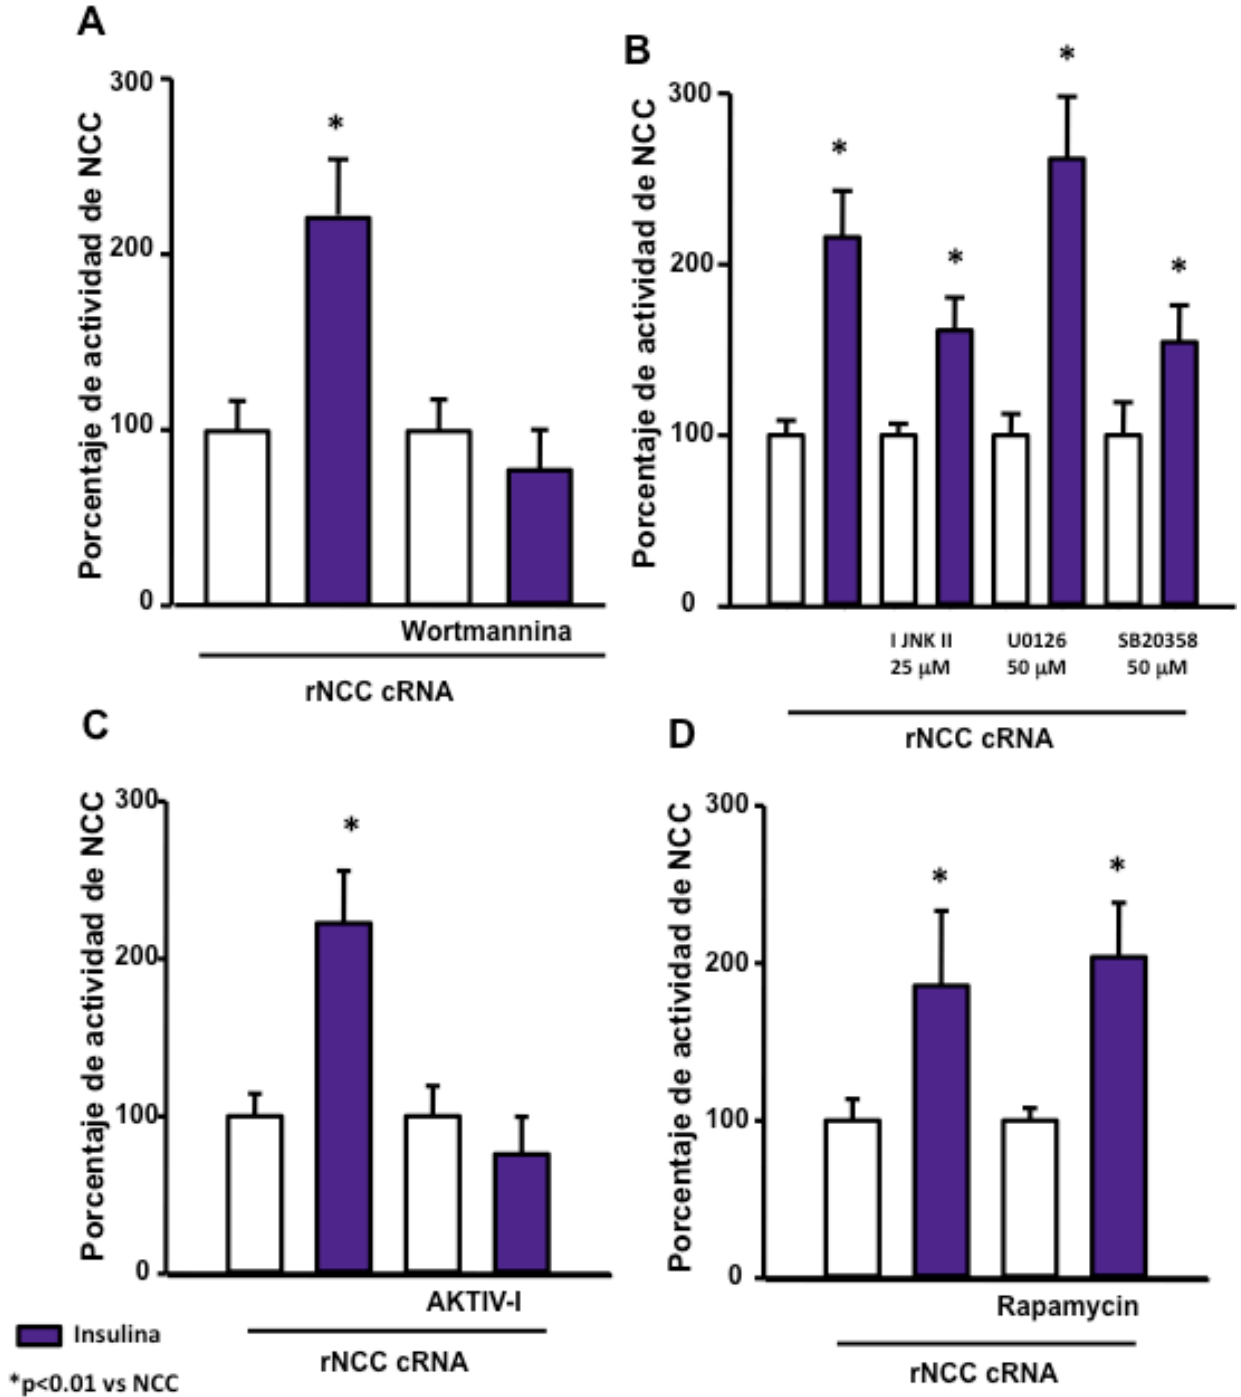 A
Porcentaje de actividad de NCC
300
200
100
0
*
Wortmannina
rNCC cRNA
B
Porcentaje de actividad de NCC
300
200
100
0
*
*
*
*
I JNK II
25 µM
U0126
50 µM
SB20358
50 µM
rNCC cRNA
C
Porcentaje de actividad de NCC
300
200
100
0
*
AKTIV-I
rNCC cRNA
Insulina
*p<0.01 vs NCC
D
Porcentaje de actividad de NCC
300
200
100
0
*
*
Rapamycin
rNCC cRNA